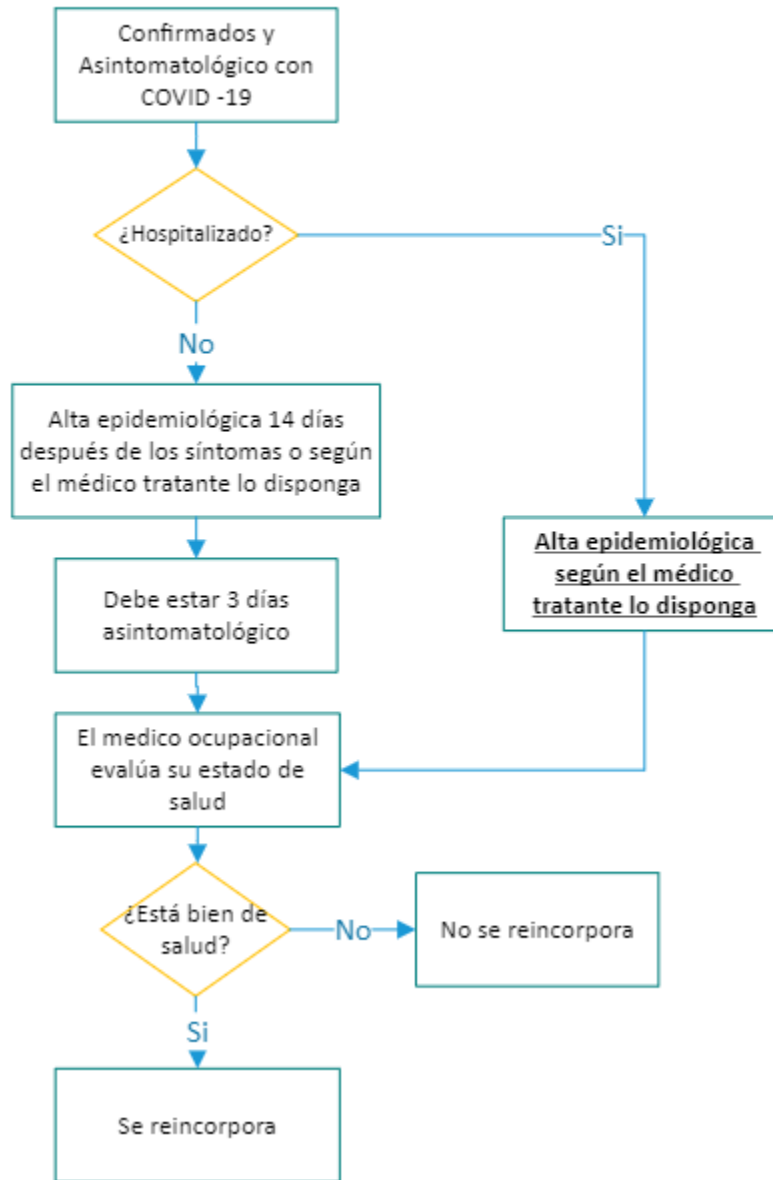 Confirmados y
Asintomatológico con
COVID -19
¿Hospitalizado?
Si
No
Alta epidemiológica 14 días
después de los síntomas o según
el médico tratante lo disponga
Alta epidemiológica
según el médico
tratante lo disponga
Debe estar 3 días
asintomatológico
El medico ocupacional
evalúa su estado de
salud
¿Está bien de
salud?
No
No se reincorpora
Si
Se reincorpora